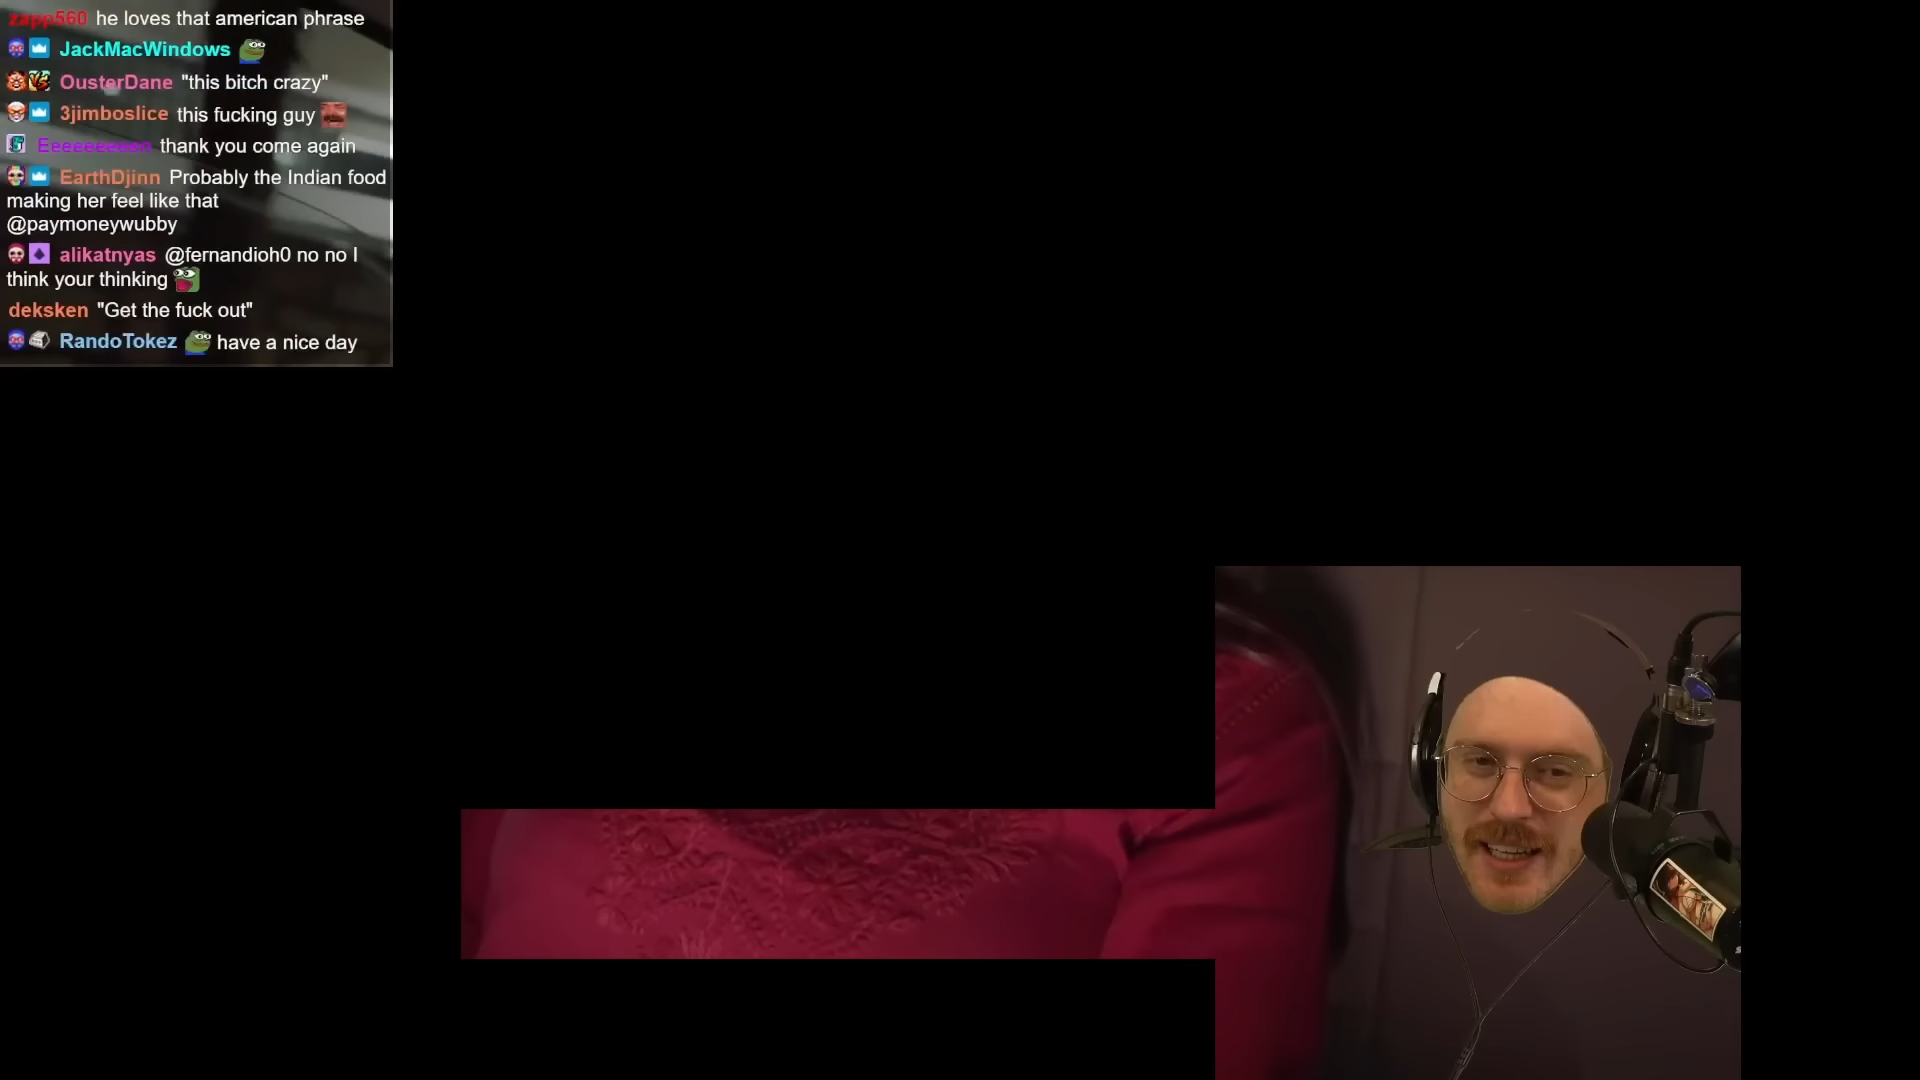 zapp560 he loves that american phrase
JackMacWindows
OusterDane "this bitch crazy"
3jimboslice this fucking guy
thank you come again
EarthDjinn Probably the Indian food
making her feel like that
@paymoneywubby
alikatnyas @fernandioh0 no no I
think your thinking
deksken "Get the fuck out"
RandoTokez have a nice day